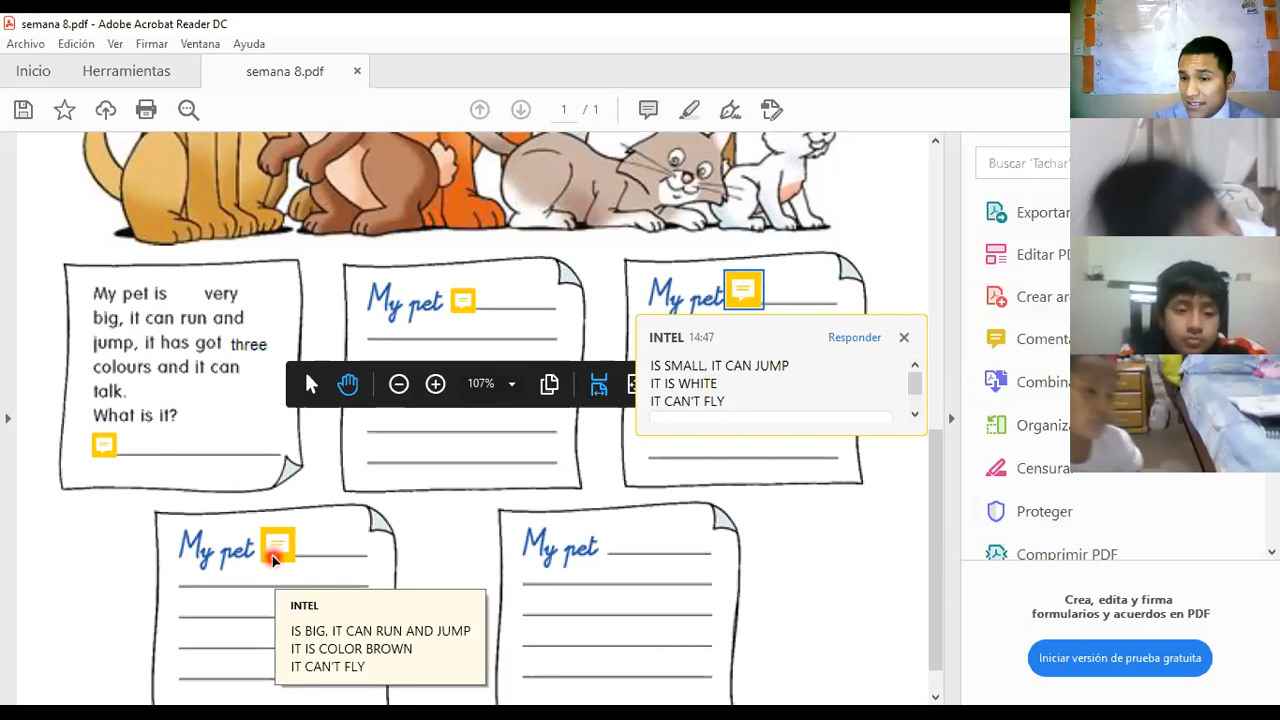 semana 8.pdf - Adobe Acrobat Reader DC
Archivo Edición Ver Firmar Ventana Ayuda
Inicio Herramientas semana 8.pdf
1 / 1
Buscar 'Tachar'
Exportar
Editar PD
Crear ar
Comenta
Combina
Organiza
Censura
Proteger
Comprimir PDF
Crea, edita y firma
formularios y acuerdos en PDF
Iniciar versión de prueba gratuita
My pet is very
big, it can run and
jump, it has got three
colours and it can
talk.
What is it?
My pet
My pet
107%
INTEL 14:47 Responder
IS SMALL, IT CAN JUMP
IT IS WHITE
IT CAN'T FLY
My pet
INTEL
IS BIG, IT CAN RUN AND JUMP
IT IS COLOR BROWN
IT CAN'T FLY
My pet